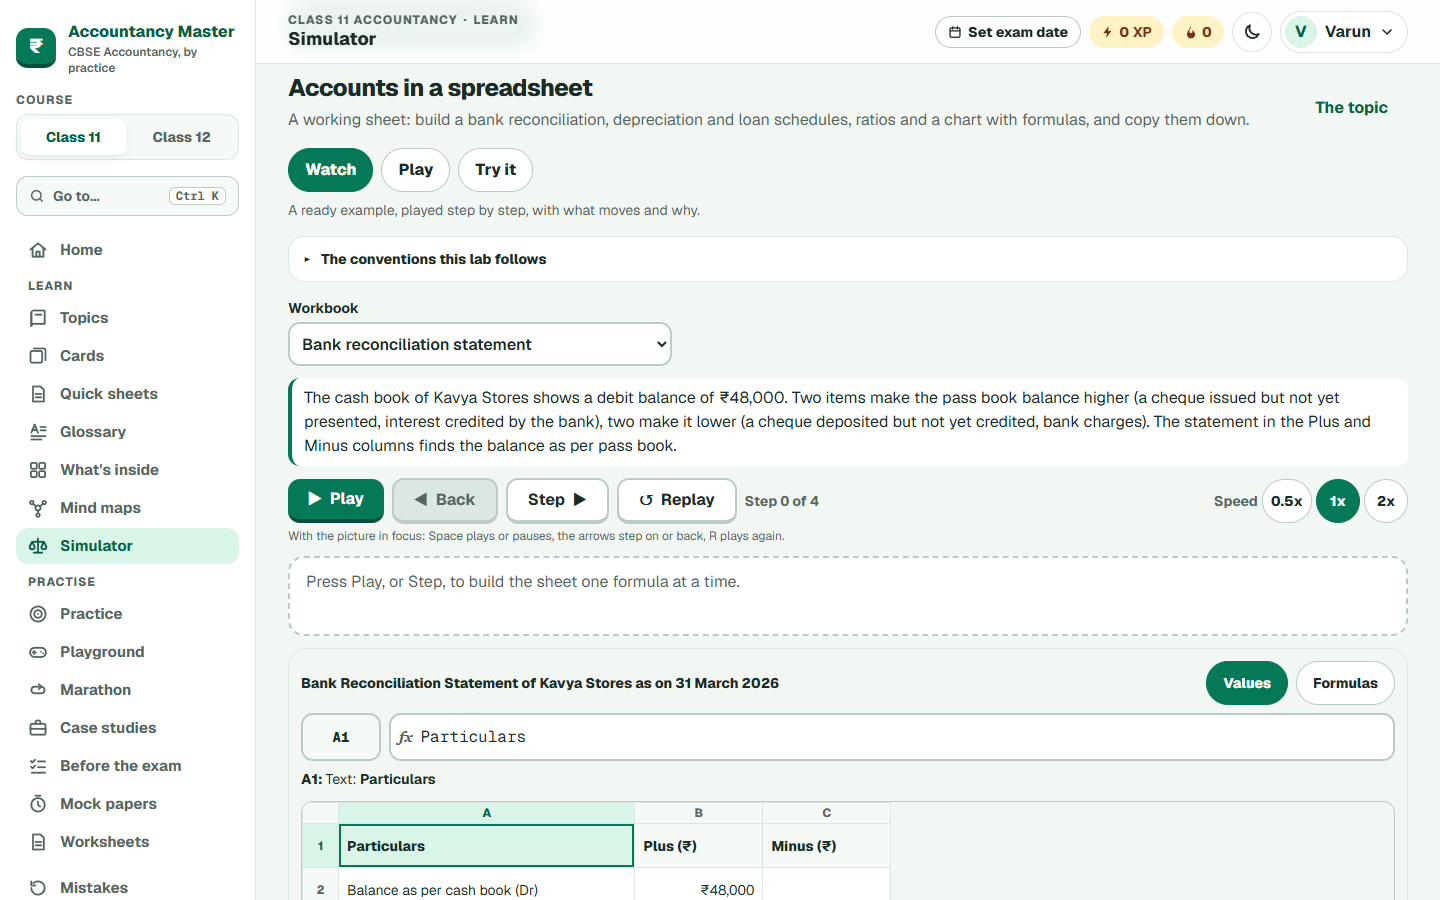 Accountancy Master
CBSE Accountancy, by
practice
COURSE
Class 11
Class 12
Go to...
Ctrl K
Home
LEARN
Topics
Cards
Quick sheets
Glossary
What's inside
Mind maps
Simulator
PRACTISE
Practice
Playground
Marathon
Case studies
Before the exam
Mock papers
Worksheets
Mistakes
CLASS 11 ACCOUNTANCY · LEARN
Simulator
Set exam date
0 XP
0
V
Varun
Accounts in a spreadsheet
A working sheet: build a bank reconciliation, depreciation and loan schedules, ratios and a chart with formulas, and copy them down.
The topic
Watch
Play
Try it
A ready example, played step by step, with what moves and why.
▸ The conventions this lab follows
Workbook
Bank reconciliation statement
The cash book of Kavya Stores shows a debit balance of ₹48,000. Two items make the pass book balance higher (a cheque issued but not yet
presented, interest credited by the bank), two make it lower (a cheque deposited but not yet credited, bank charges). The statement in the Plus and
Minus columns finds the balance as per pass book.
▶ Play
◀ Back
Step ▶
↺ Replay
Step 0 of 4
Speed
0.5x
1x
2x
With the picture in focus: Space plays or pauses, the arrows step on or back, R plays again.
Press Play, or Step, to build the sheet one formula at a time.
Bank Reconciliation Statement of Kavya Stores as on 31 March 2026
Values
Formulas
A1
fx Particulars
A1: Text: Particulars
A B C
1 Particulars Plus (₹) Minus (₹)
2 Balance as per cash book (Dr) ₹48,000